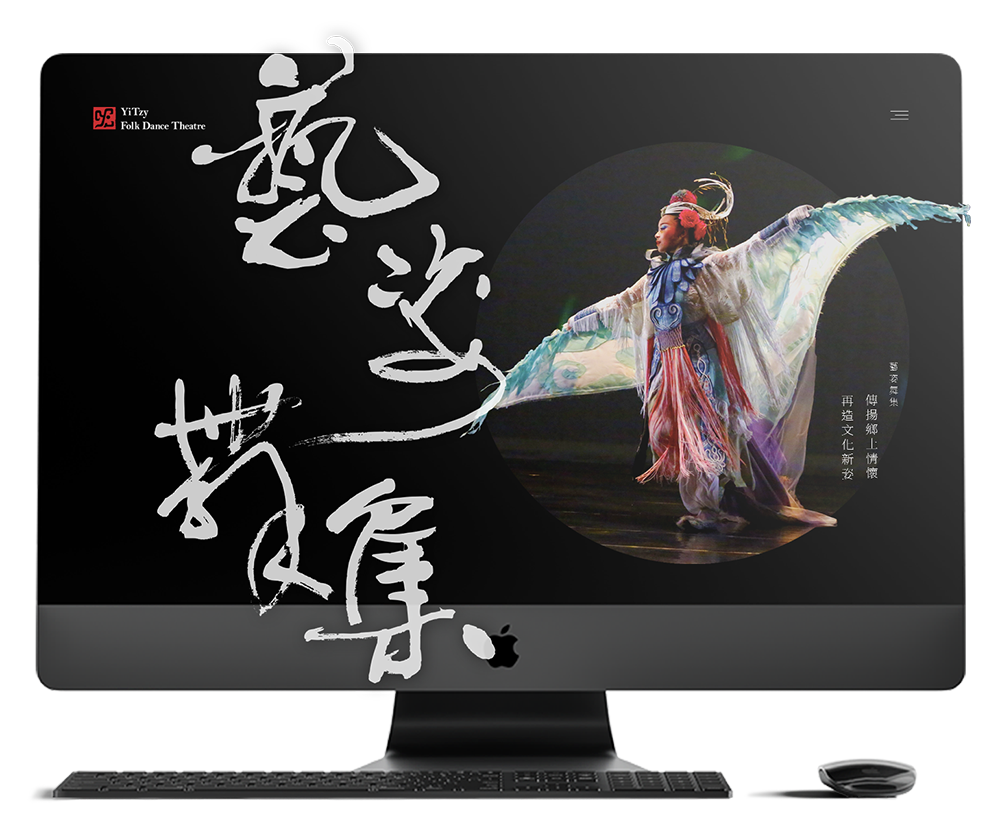 YiTzy
Folk Dance Theatre
藝
姿
舞
集
藝姿舞集
傳揚鄉土情懷
再造文化新姿